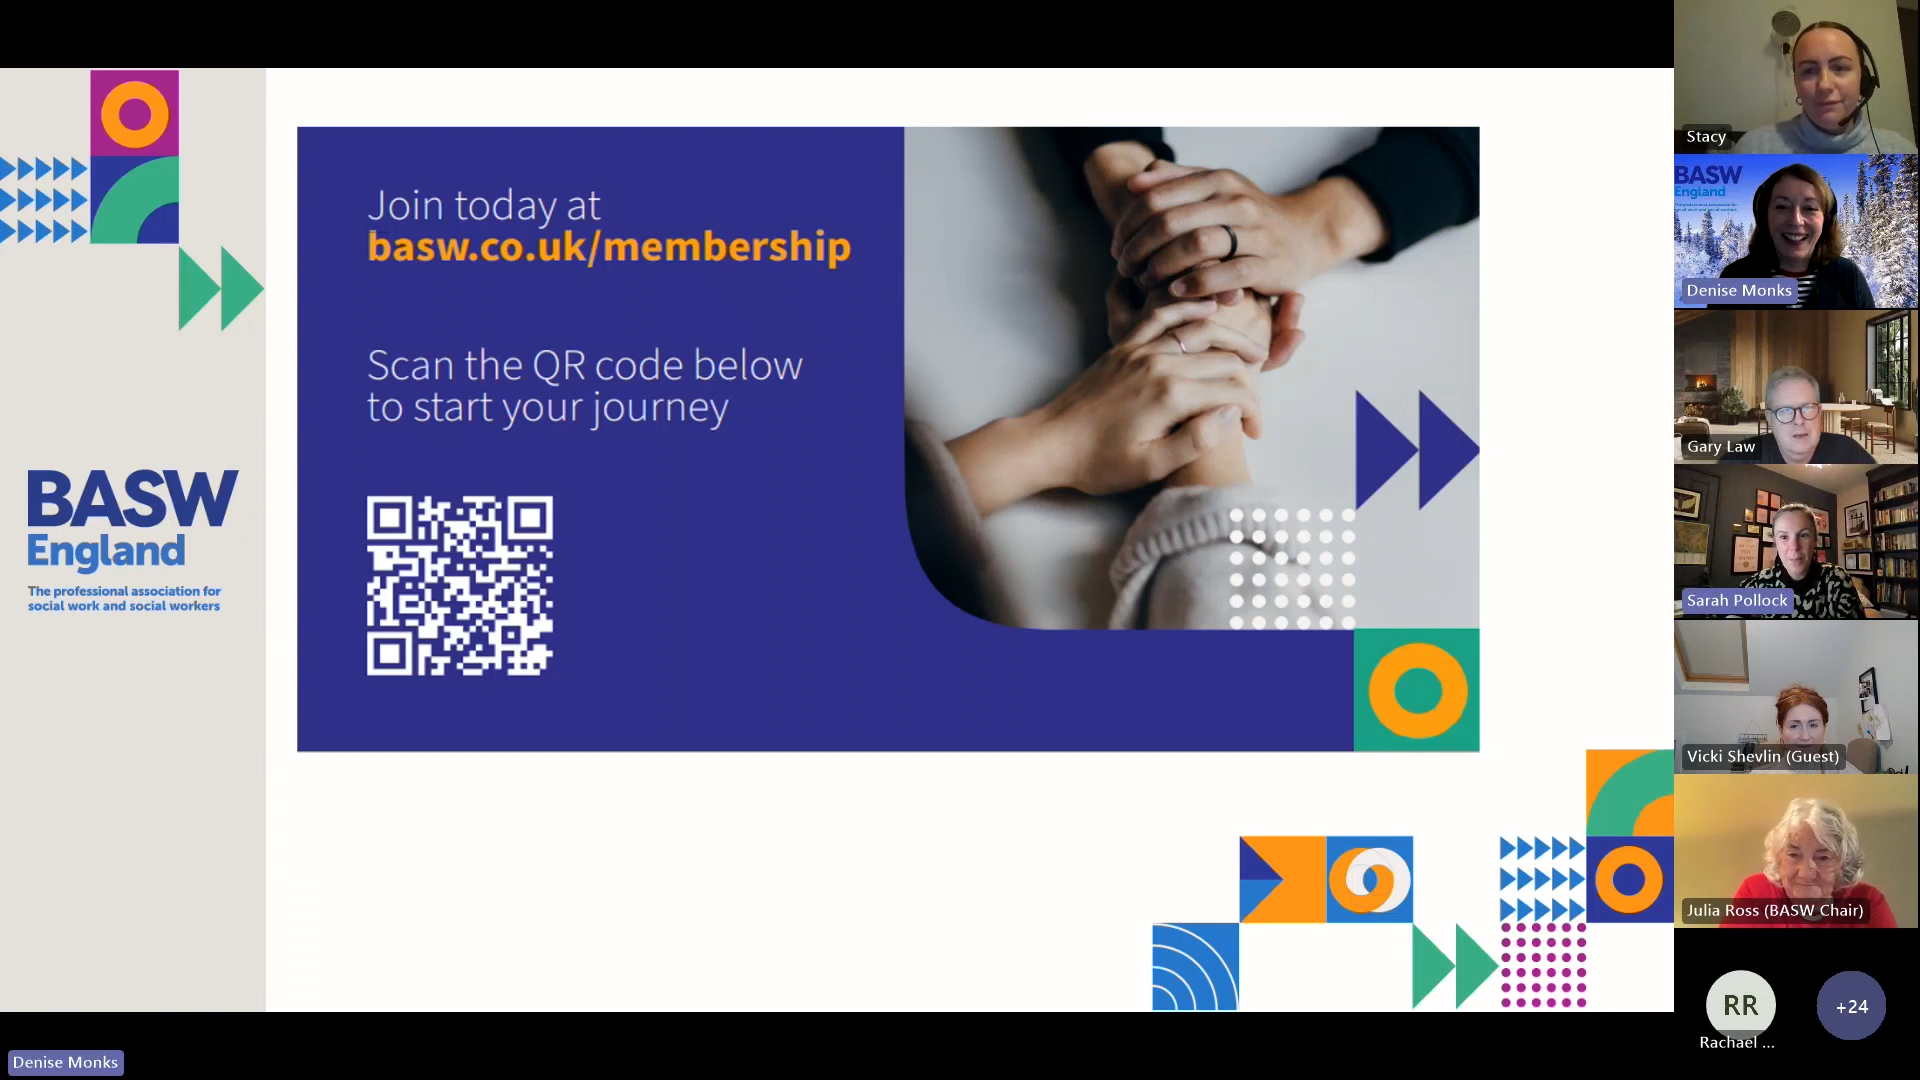 BASW
England
The professional association for
social work and social workers
Join today at
basw.co.uk/membership
Scan the QR code below
to start your journey
Denise Monks
Stacy
BASW
England
Denise Monks
Gary Law
Sarah Pollock
Vicki Shevlin (Guest)
Julia Ross (BASW Chair)
RR
Rachael ...
+24